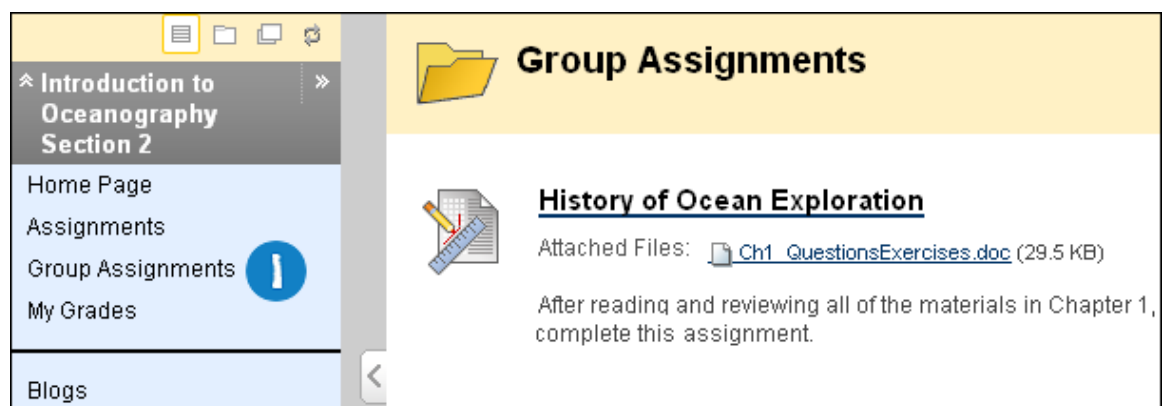 Introduction to
Oceanography
Section 2
Home Page
Assignments
Group Assignments
1
My Grades
Blogs
Group Assignments
History of Ocean Exploration
Attached Files: Ch1_QuestionsExercises.doc (29.5 KB)
After reading and reviewing all of the materials in Chapter 1,
complete this assignment.